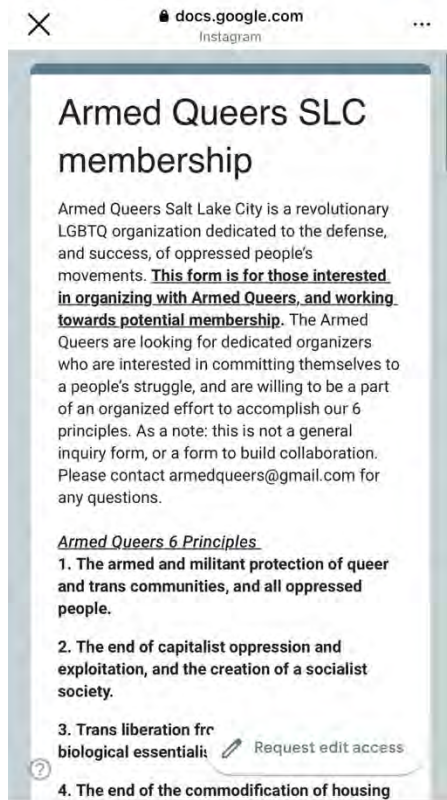 docs.google.com
Instagram
Armed Queers SLC
membership
Armed Queers Salt Lake City is a revolutionary
LGBTQ organization dedicated to the defense,
and success, of oppressed people's
movements. This form is for those interested
in organizing with Armed Queers, and working
towards potential membership. The Armed
Queers are looking for dedicated organizers
who are interested in committing themselves to
a people's struggle, and are willing to be a part
of an organized effort to accomplish our 6
principles. As a note: this is not a general
inquiry form, or a form to build collaboration.
Please contact armedqueers@gmail.com for
any questions.
Armed Queers 6 Principles
1. The armed and militant protection of queer
and trans communities, and all oppressed
people.
2. The end of capitalist oppression and
exploitation, and the creation of a socialist
society.
3. Trans liberation
biological
Request edit access
4. The end of the commodification of housing